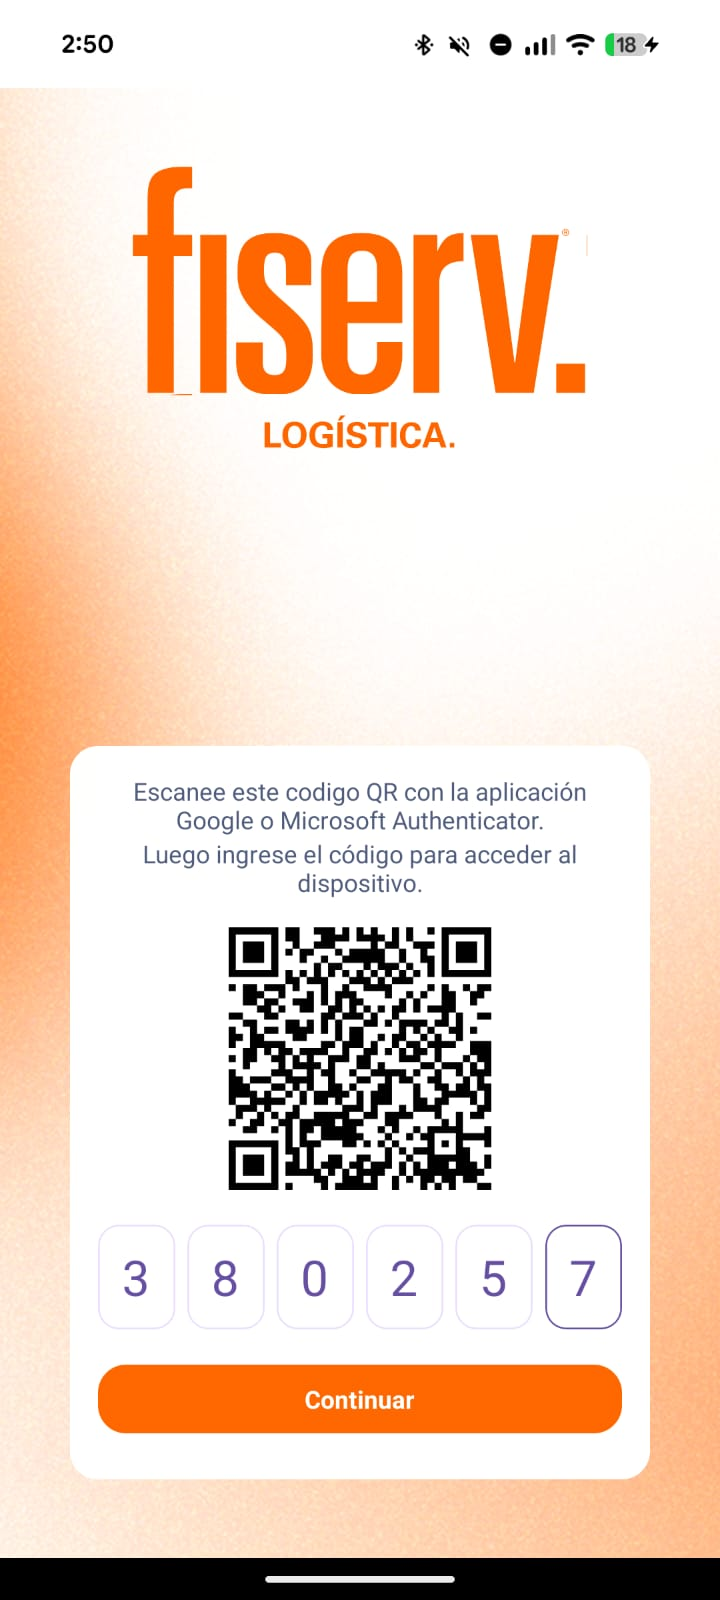 2:50
18
fiserv.®
LOGÍSTICA.
Escanee este codigo QR con la aplicación
Google o Microsoft Authenticator.
Luego ingrese el código para acceder al
dispositivo.
3 8 0 2 5 7
Continuar